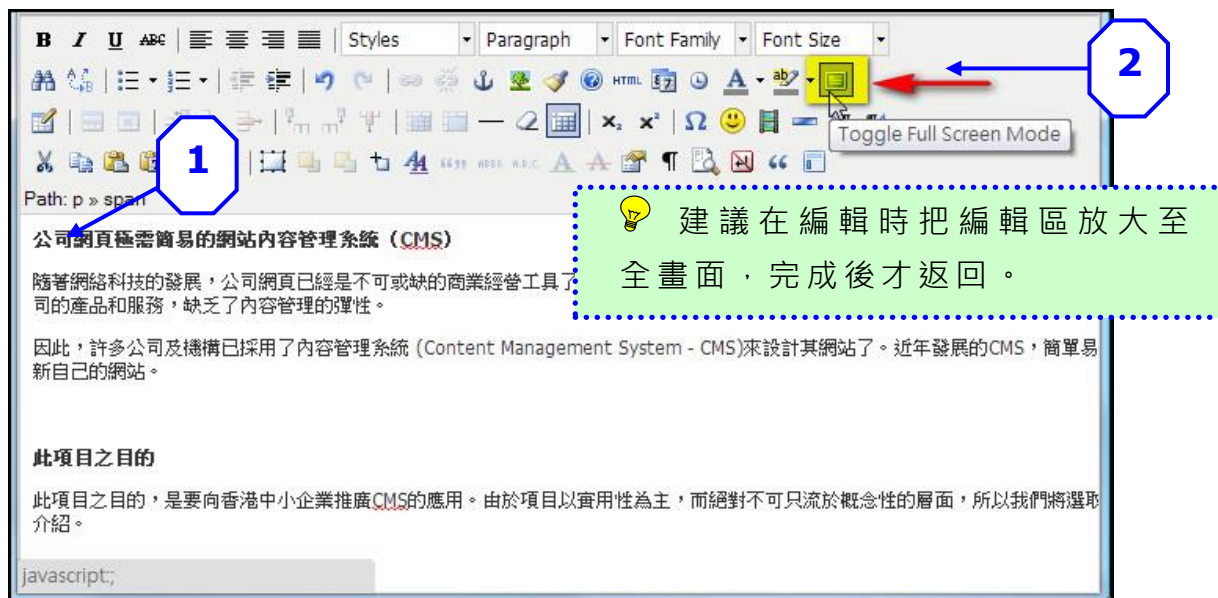 B I U ABC Styles Paragraph Font Family Font Size
HTML A ab
2
Toggle Full Screen Mode
1
Path: p » span
💡 建議在編輯時把編輯區放大至
全畫面，完成後才返回。
公司網頁極需簡易的網站內容管理系統（CMS）
隨著網絡科技的發展，公司網頁已經是不可或缺的商業經營工具了
司的產品和服務，缺乏了內容管理的彈性。
因此，許多公司及機構已採用了內容管理系統 (Content Management System - CMS)來設計其網站了。近年發展的CMS，簡單易
新自己的網站。
此項目之目的
此項目之目的，是要向香港中小企業推廣CMS的應用。由於項目以實用性為主，而絕對不可只流於概念性的層面，所以我們將選取
介紹。
javascript:;